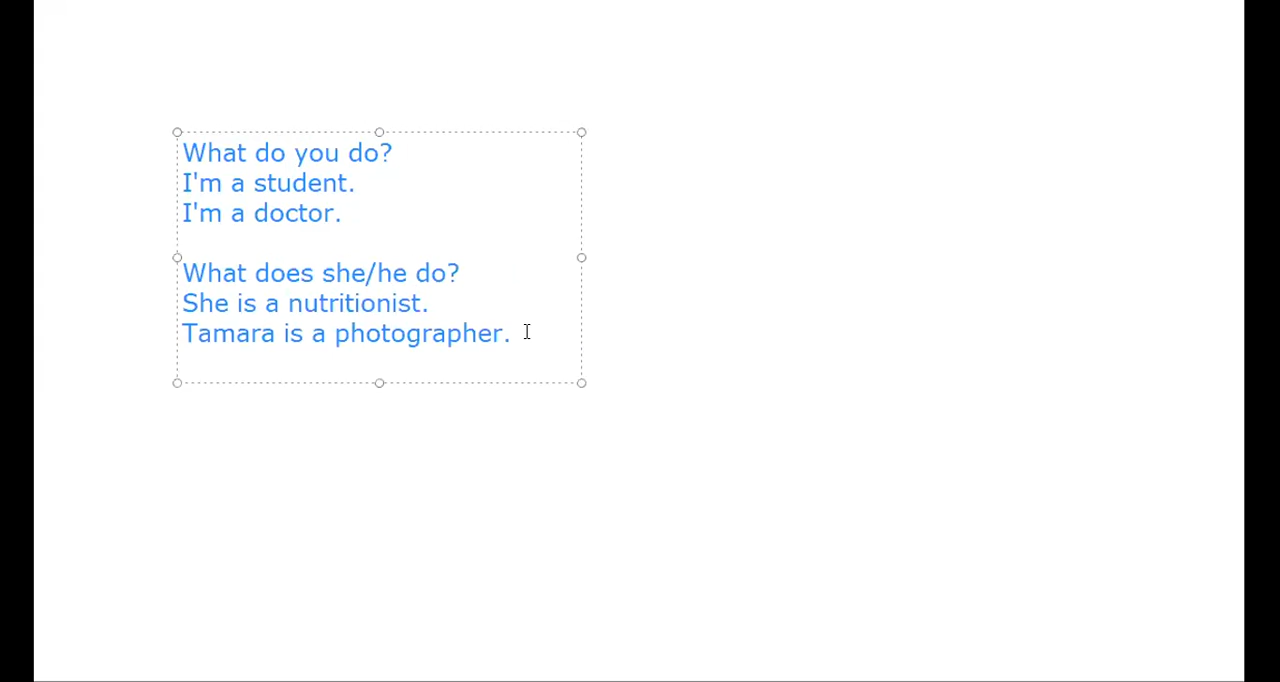 What do you do?
I'm a student.
I'm a doctor.
What does she/he do?
She is a nutritionist.
Tamara is a photographer.